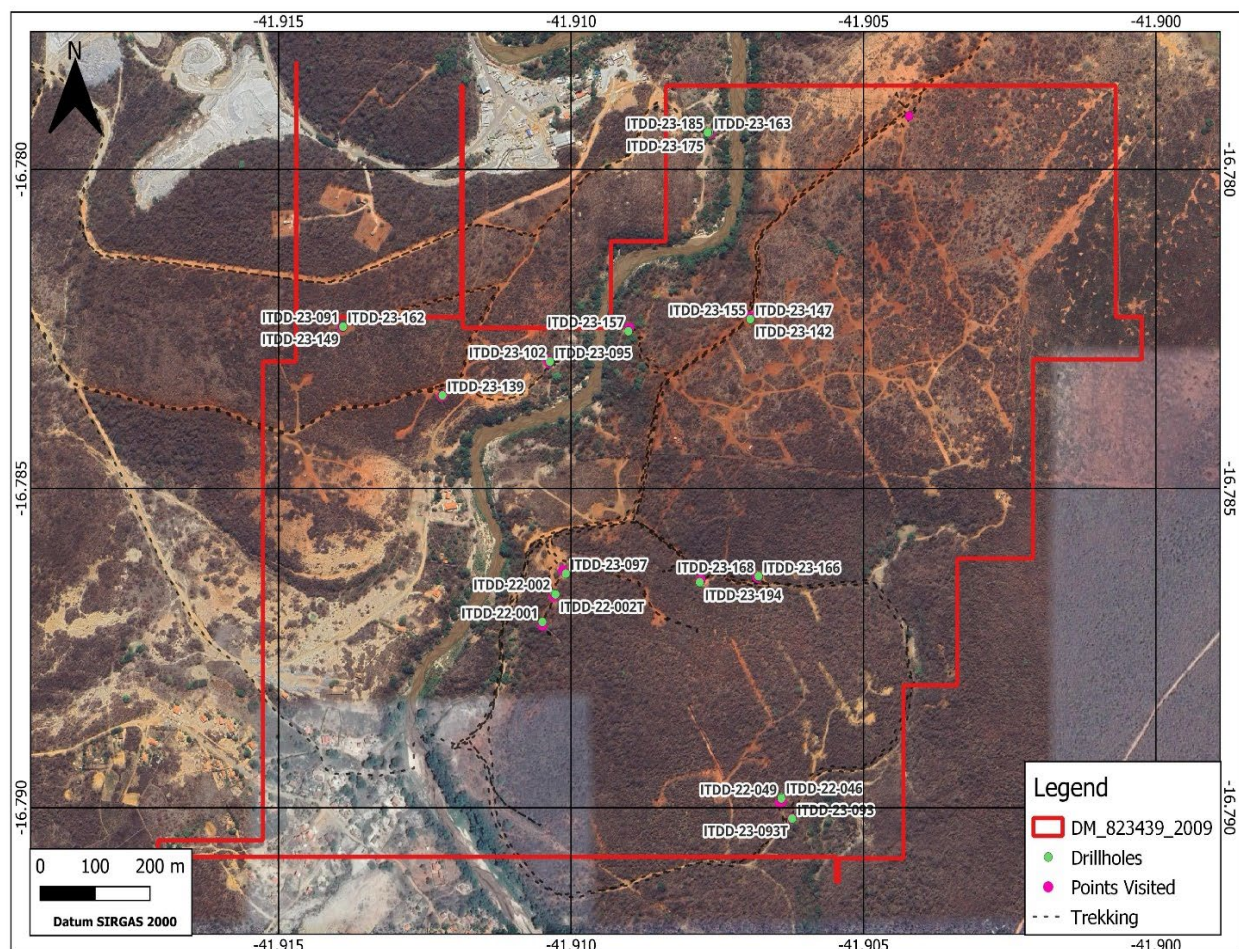 -41.915 -41.910 -41.905 -41.900
N
ITDD-23-185 ITDD-23-163
ITDD-23-175
-16.780 -16.780
ITDD-23-091 ITDD-23-162
ITDD-23-149
ITDD-23-157
ITDD-23-155 ITDD-23-147
ITDD-23-142
ITDD-23-102 ITDD-23-095
ITDD-23-139
-16.785 -16.785
ITDD-23-097
ITDD-22-002
ITDD-22-002T
ITDD-22-001
ITDD-23-168 ITDD-23-166
ITDD-23-194
ITDD-22-049 ITDD-22-046
ITDD-23-093
ITDD-23-093T
-16.790 -16.790
Legend
DM_823439_2009
Drillholes
Points Visited
Trekking
0 100 200 m
Datum SIRGAS 2000
-41.915 -41.910 -41.905 -41.900